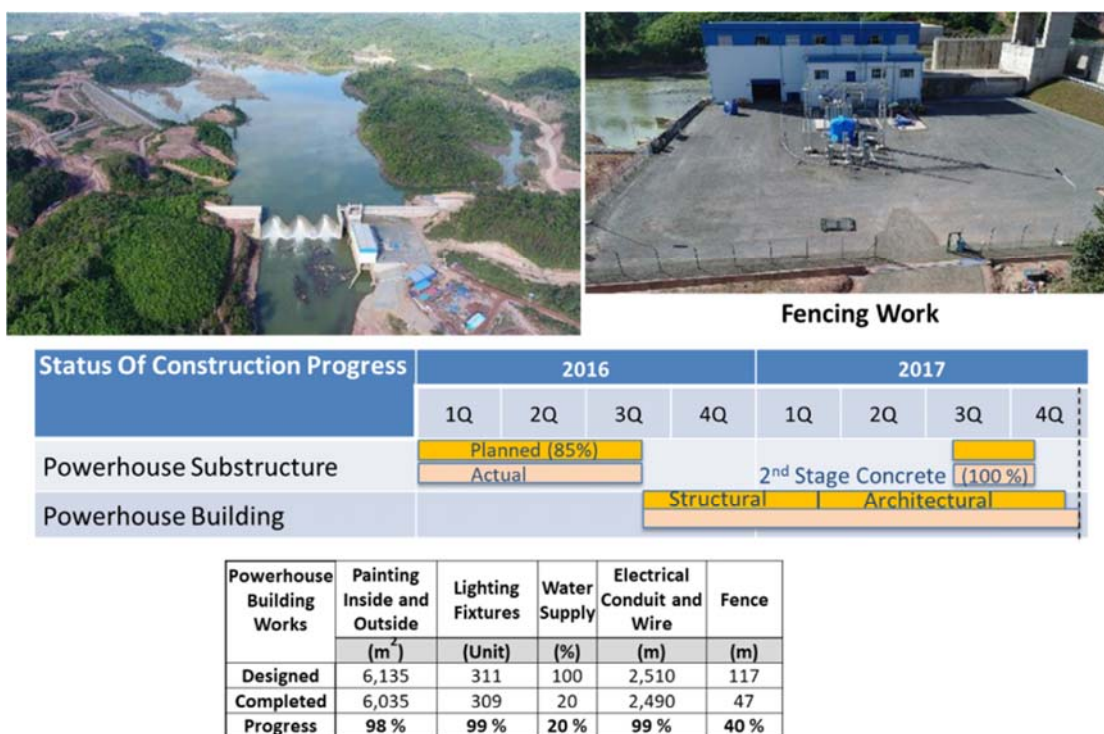 Fencing Work
Status Of Construction Progress 2016 2017
1Q 2Q 3Q 4Q 1Q 2Q 3Q 4Q
Powerhouse Substructure Planned (85%)
Actual 2nd Stage Concrete (100 %)
Powerhouse Building Structural Architectural
Powerhouse Building Works Painting Inside and Outside Lighting Fixtures Water Supply Electrical Conduit and Wire Fence
(m²) (Unit) (%) (m) (m)
Designed 6,135 311 100 2,510 117
Completed 6,035 309 20 2,490 47
Progress 98 % 99 % 20 % 99 % 40 %